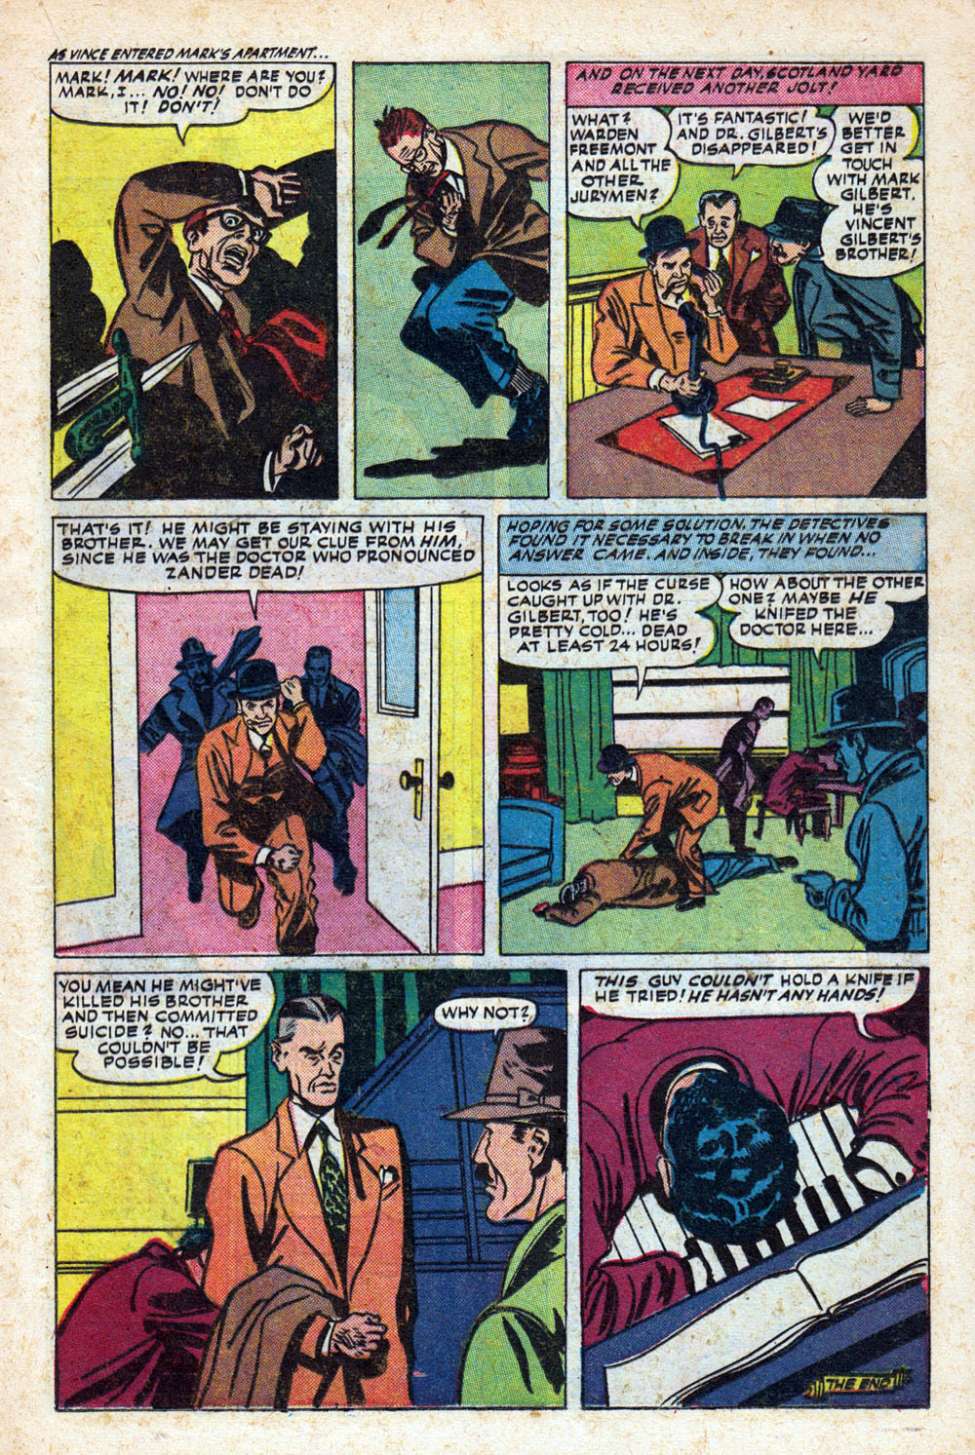 AS VINCE ENTERED MARK'S APARTMENT...
MARK! MARK! WHERE ARE YOU?
MARK, I... NO! NO! DON'T DO
IT! DON'T!
AND ON THE NEXT DAY, SCOTLAND YARD
RECEIVED ANOTHER JOLT!
WHAT?
WARDEN
FREEMONT
AND ALL THE
OTHER
JURYMEN?
IT'S FANTASTIC!
AND DR. GILBERT'S
DISAPPEARED!
WE'D
BETTER
GET IN
TOUCH
WITH MARK
GILBERT.
HE'S
VINCENT
GILBERT'S
BROTHER!
THAT'S IT! HE MIGHT BE STAYING WITH HIS
BROTHER. WE MAY GET OUR CLUE FROM HIM,
SINCE HE WAS THE DOCTOR WHO PRONOUNCED
ZANDER DEAD!
HOPING FOR SOME SOLUTION, THE DETECTIVES
FOUND IT NECESSARY TO BREAK IN WHEN NO
ANSWER CAME. AND INSIDE, THEY FOUND...
LOOKS AS IF THE CURSE
CAUGHT UP WITH DR.
GILBERT, TOO! HE'S
PRETTY COLD... DEAD
AT LEAST 24 HOURS!
HOW ABOUT THE OTHER
ONE? MAYBE HE
KNIFED THE
DOCTOR HERE...
YOU MEAN HE MIGHT'VE
KILLED HIS BROTHER
AND THEN COMMITTED
SUICIDE? NO... THAT
COULDN'T BE
POSSIBLE!
WHY NOT?
THIS GUY COULDN'T HOLD A KNIFE IF
HE TRIED! HE HASN'T ANY HANDS!
THE END